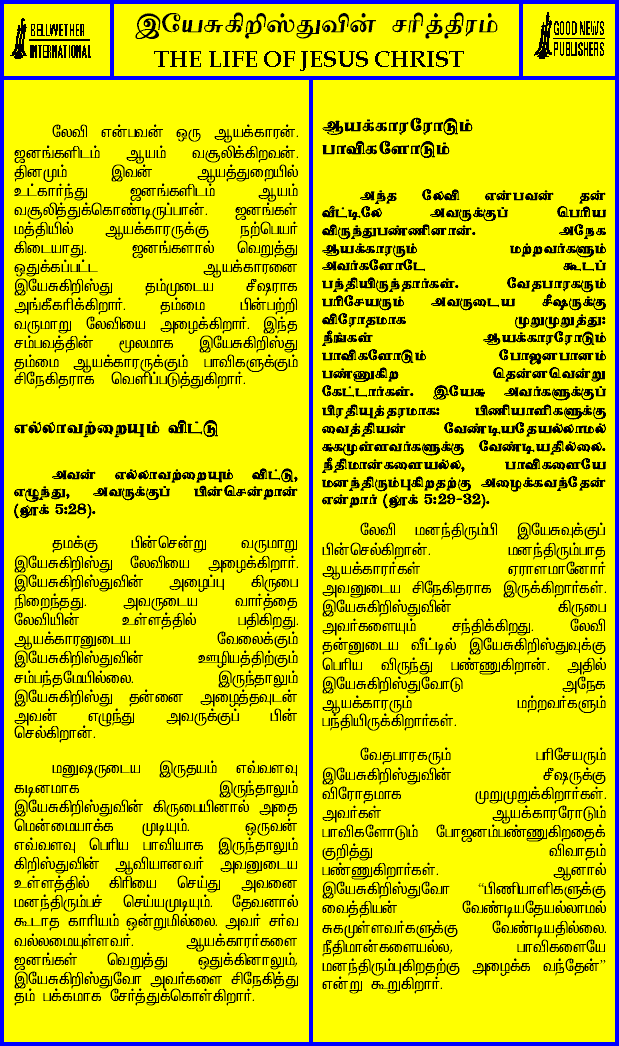 BELLWETHER
INTERNATIONAL
இயேசுகிறிஸ்துவின் சரித்திரம்
THE LIFE OF JESUS CHRIST
GOOD NEWS
PUBLISHERS
லேவி என்பவன் ஒரு ஆயக்காரன்.
ஜனங்களிடம் ஆயம் வசூலிக்கிறவன்.
தினமும் இவன் ஆயத்துறையில்
உட்கார்ந்து ஜனங்களிடம் ஆயம்
வசூலித்துக்கொண்டிருப்பான். ஜனங்கள்
மத்தியில் ஆயக்காரருக்கு நற்பெயர்
கிடையாது. ஜனங்களால் வெறுத்து
ஒதுக்கப்பட்ட ஆயக்காரனை
இயேசுகிறிஸ்து தம்முடைய சீஷராக
அங்கீகரிக்கிறார். தம்மை பின்பற்றி
வருமாறு லேவியை அழைக்கிறார். இந்த
சம்பவத்தின் மூலமாக இயேசுகிறிஸ்து
தம்மை ஆயக்காரருக்கும் பாவிகளுக்கும்
சிநேகிதராக வெளிப்படுத்துகிறார்.
எல்லாவற்றையும் விட்டு
அவன் எல்லாவற்றையும் விட்டு,
எழுந்து, அவருக்குப் பின்சென்றான்
(லூக் 5:28).
தமக்கு பின்சென்று வருமாறு
இயேசுகிறிஸ்து லேவியை அழைக்கிறார்.
இயேசுகிறிஸ்துவின் அழைப்பு கிருபை
நிறைந்தது. அவருடைய வார்த்தை
லேவியின் உள்ளத்தில் பதிகிறது.
ஆயக்காரனுடைய வேலைக்கும்
இயேசுகிறிஸ்துவின் ஊழியத்திற்கும்
சம்பந்தமேயில்லை. இருந்தாலும்
இயேசுகிறிஸ்து தன்னை அழைத்தவுடன்
அவன் எழுந்து அவருக்குப் பின்
செல்கிறான்.
மனுஷருடைய இருதயம் எவ்வளவு
கடினமாக இருந்தாலும்
இயேசுகிறிஸ்துவின் கிருபையினால் அதை
மென்மையாக்க முடியும். ஒருவன்
எவ்வளவு பெரிய பாவியாக இருந்தாலும்
கிறிஸ்துவின் ஆவியானவர் அவனுடைய
உள்ளத்தில் கிரியை செய்து அவனை
மனந்திரும்பச் செய்யமுடியும். தேவனால்
கூடாத காரியம் ஒன்றுமில்லை. அவர் சர்வ
வல்லமையுள்ளவர். ஆயக்காரர்களை
ஜனங்கள் வெறுத்து ஒதுக்கினாலும்,
இயேசுகிறிஸ்துவோ அவர்களை சிநேகித்து
தம் பக்கமாக சேர்த்துக்கொள்கிறார்.
ஆயக்காரரோடும்
பாவிகளோடும்
அந்த லேவி என்பவன் தன்
வீட்டிலே அவருக்குப் பெரிய
விருந்துபண்ணினான். அநேக
ஆயக்காரரும் மற்றவர்களும்
அவர்களோடே கூடப்
பந்தியிருந்தார்கள். வேதபாரகரும்
பரிசேயரும் அவருடைய சீஷருக்கு
விரோதமாக முறுமுறுத்து:
நீங்கள் ஆயக்காரரோடும்
பாவிகளோடும் போஜனபானம்
பண்ணுகிற தென்னவென்று
கேட்டார்கள். இயேசு அவர்களுக்குப்
பிரதியுத்தரமாக: பிணியாளிகளுக்கு
வைத்தியன் வேண்டியதேயல்லாமல்
சுகமுள்ளவர்களுக்கு வேண்டியதில்லை.
நீதிமான்களையல்ல, பாவிகளையே
மனந்திரும்புகிறதற்கு அழைக்கவந்தேன்
என்றார் (லூக் 5:29-32).
லேவி மனந்திரும்பி இயேசுவுக்குப்
பின்செல்கிறான். மனந்திரும்பாத
ஆயக்காரர்கள் ஏராளமானோர்
அவனுடைய சிநேகிதராக இருக்கிறார்கள்.
இயேசுகிறிஸ்துவின் கிருபை
அவர்களையும் சந்திக்கிறது. லேவி
தன்னுடைய வீட்டில் இயேசுகிறிஸ்துவுக்கு
பெரிய விருந்து பண்ணுகிறான். அதில்
இயேசுகிறிஸ்துவோடு அநேக
ஆயக்காரரும் மற்றவர்களும்
பந்தியிருக்கிறார்கள்.
வேதபாரகரும் பரிசேயரும்
இயேசுகிறிஸ்துவின் சீஷருக்கு
விரோதமாக முறுமுறுக்கிறார்கள்.
அவர்கள் ஆயக்காரரோடும்
பாவிகளோடும் போஜனம்பண்ணுகிறதைக்
குறித்து விவாதம்
பண்ணுகிறார்கள். ஆனால்
இயேசுகிறிஸ்துவோ “பிணியாளிகளுக்கு
வைத்தியன் வேண்டியதேயல்லாமல்
சுகமுள்ளவர்களுக்கு வேண்டியதில்லை.
நீதிமான்களையல்ல, பாவிகளையே
மனந்திரும்புகிறதற்கு அழைக்க வந்தேன்”
என்று கூறுகிறார்.